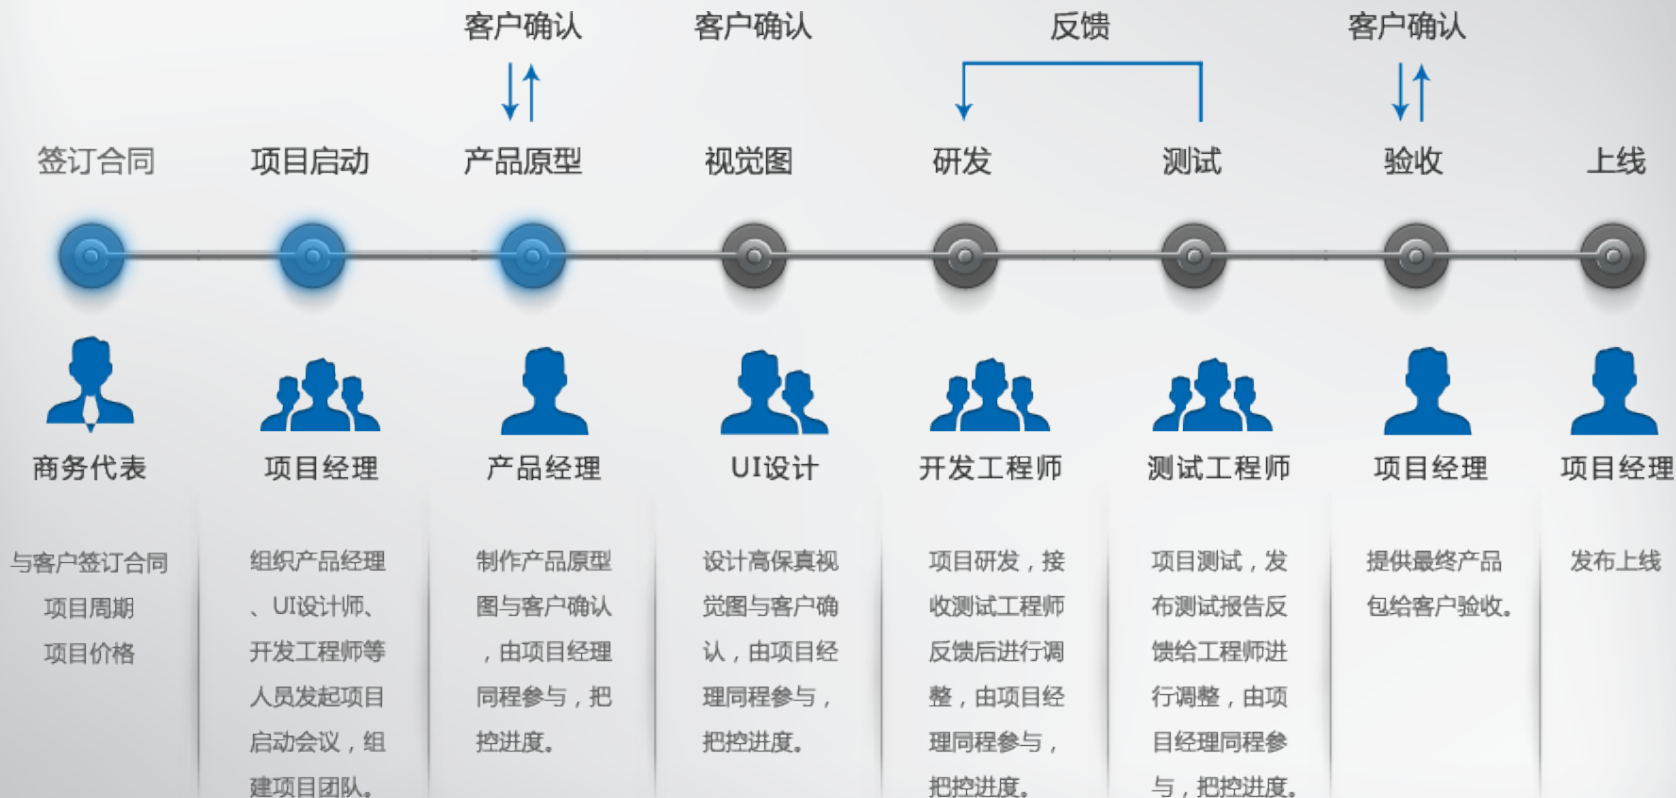 客户确认
客户确认
反馈
客户确认
签订合同
项目启动
产品原型
视觉图
研发
测试
验收
上线
商务代表
项目经理
产品经理
UI设计
开发工程师
测试工程师
项目经理
项目经理
与客户签订合同
项目周期
项目价格
组织产品经理
、UI设计师、
开发工程师等
人员发起项目
启动会议，组
建项目团队。
制作产品原型
图与客户确认
，由项目经理
同程参与，把
控进度。
设计高保真视
觉图与客户确
认，由项目经
理同程参与，
把控进度。
项目研发，接
收测试工程师
反馈后进行调
整，由项目经
理同程参与，
把控进度。
项目测试，发
布测试报告反
馈给工程师进
行调整，由项
目经理同程参
与，把控进度。
提供最终产品
包给客户验收。
发布上线